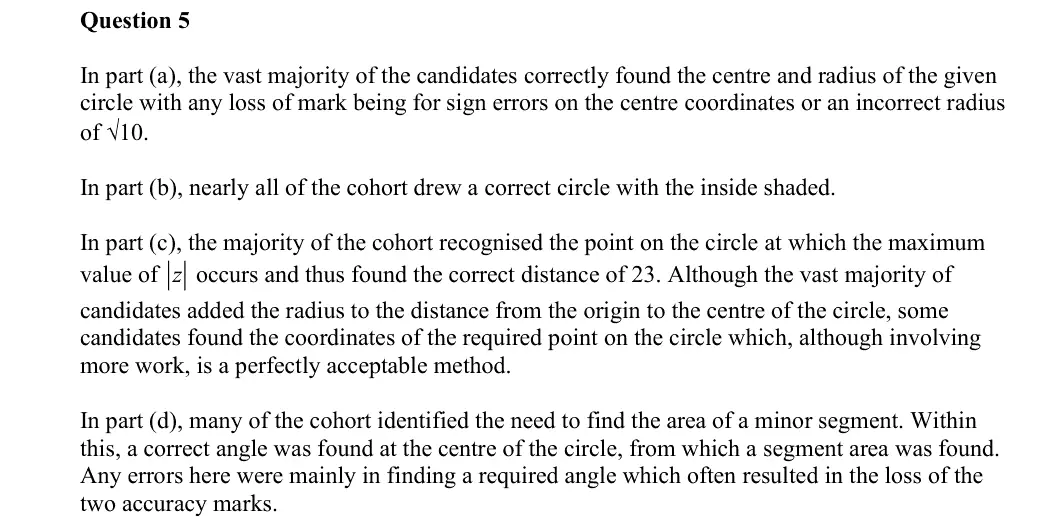 Question 5
In part (a), the vast majority of the candidates correctly found the centre and radius of the given
circle with any loss of mark being for sign errors on the centre coordinates or an incorrect radius
of √10.
In part (b), nearly all of the cohort drew a correct circle with the inside shaded.
In part (c), the majority of the cohort recognised the point on the circle at which the maximum
value of |z| occurs and thus found the correct distance of 23. Although the vast majority of
candidates added the radius to the distance from the origin to the centre of the circle, some
candidates found the coordinates of the required point on the circle which, although involving
more work, is a perfectly acceptable method.
In part (d), many of the cohort identified the need to find the area of a minor segment. Within
this, a correct angle was found at the centre of the circle, from which a segment area was found.
Any errors here were mainly in finding a required angle which often resulted in the loss of the
two accuracy marks.